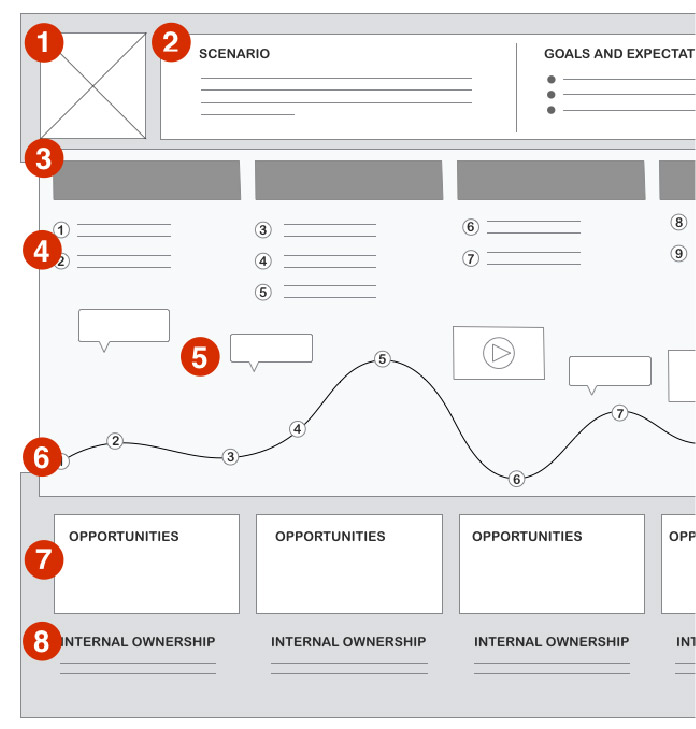 1
2
SCENARIO
GOALS AND EXPECTAT
3
4
1
2
3
4
5
6
7
8
9
5
5
7
4
2
3
6
6
7
OPPORTUNITIES
OPPORTUNITIES
OPPORTUNITIES
OPP
8
INTERNAL OWNERSHIP
INTERNAL OWNERSHIP
INTERNAL OWNERSHIP
INT